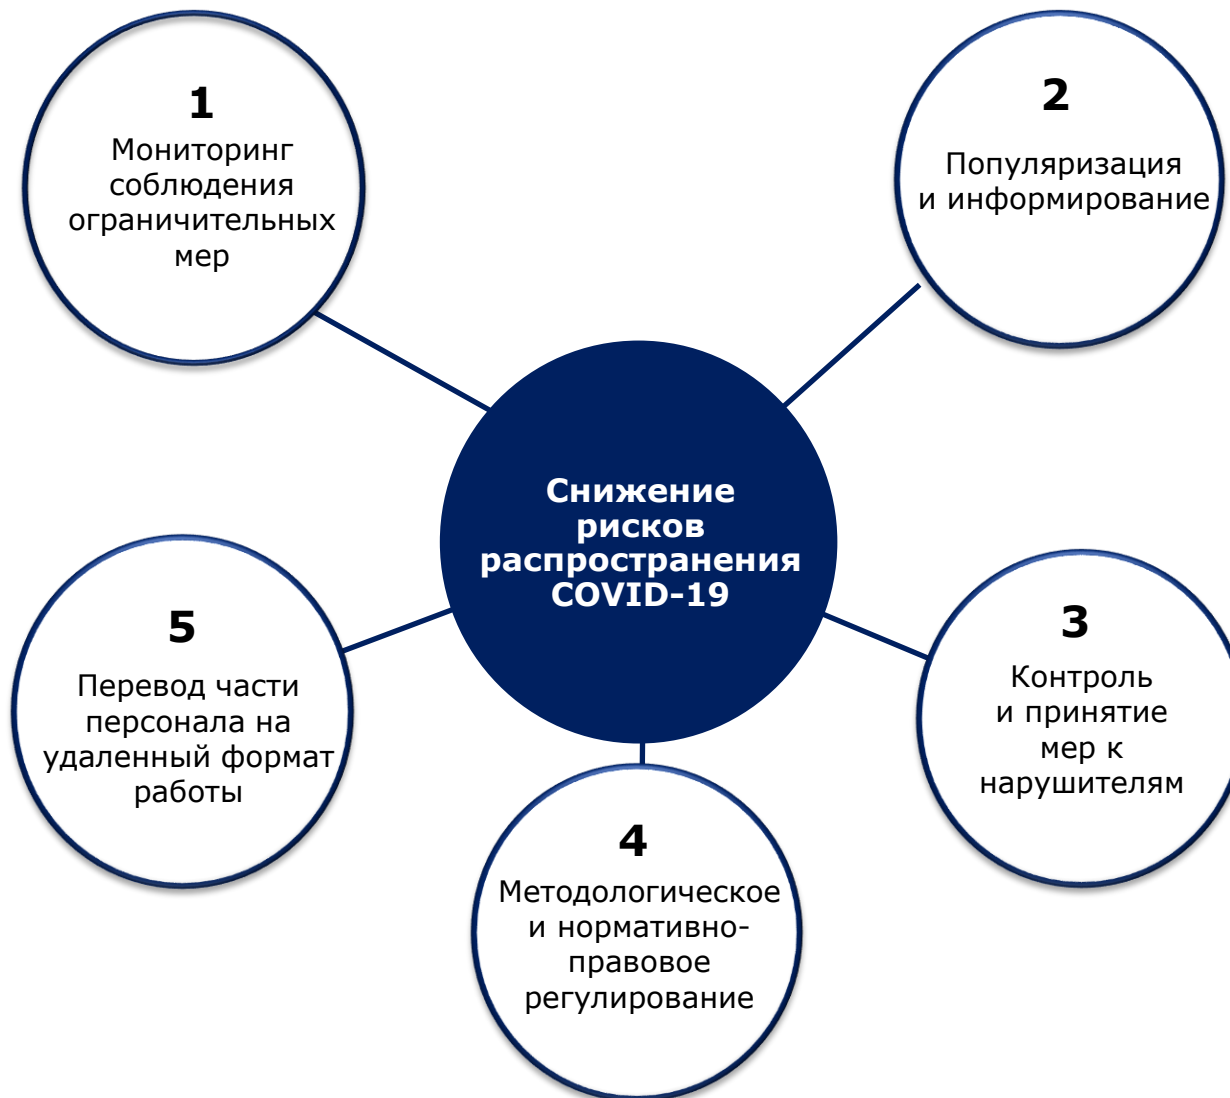 1
Мониторинг
соблюдения
ограничительных
мер
2
Популяризация
и информирование
Снижение
рисков
распространения
COVID-19
3
Контроль
и принятие
мер к
нарушителям
4
Методологическое
и нормативно-
правовое
регулирование
5
Перевод части
персонала на
удаленный формат
работы